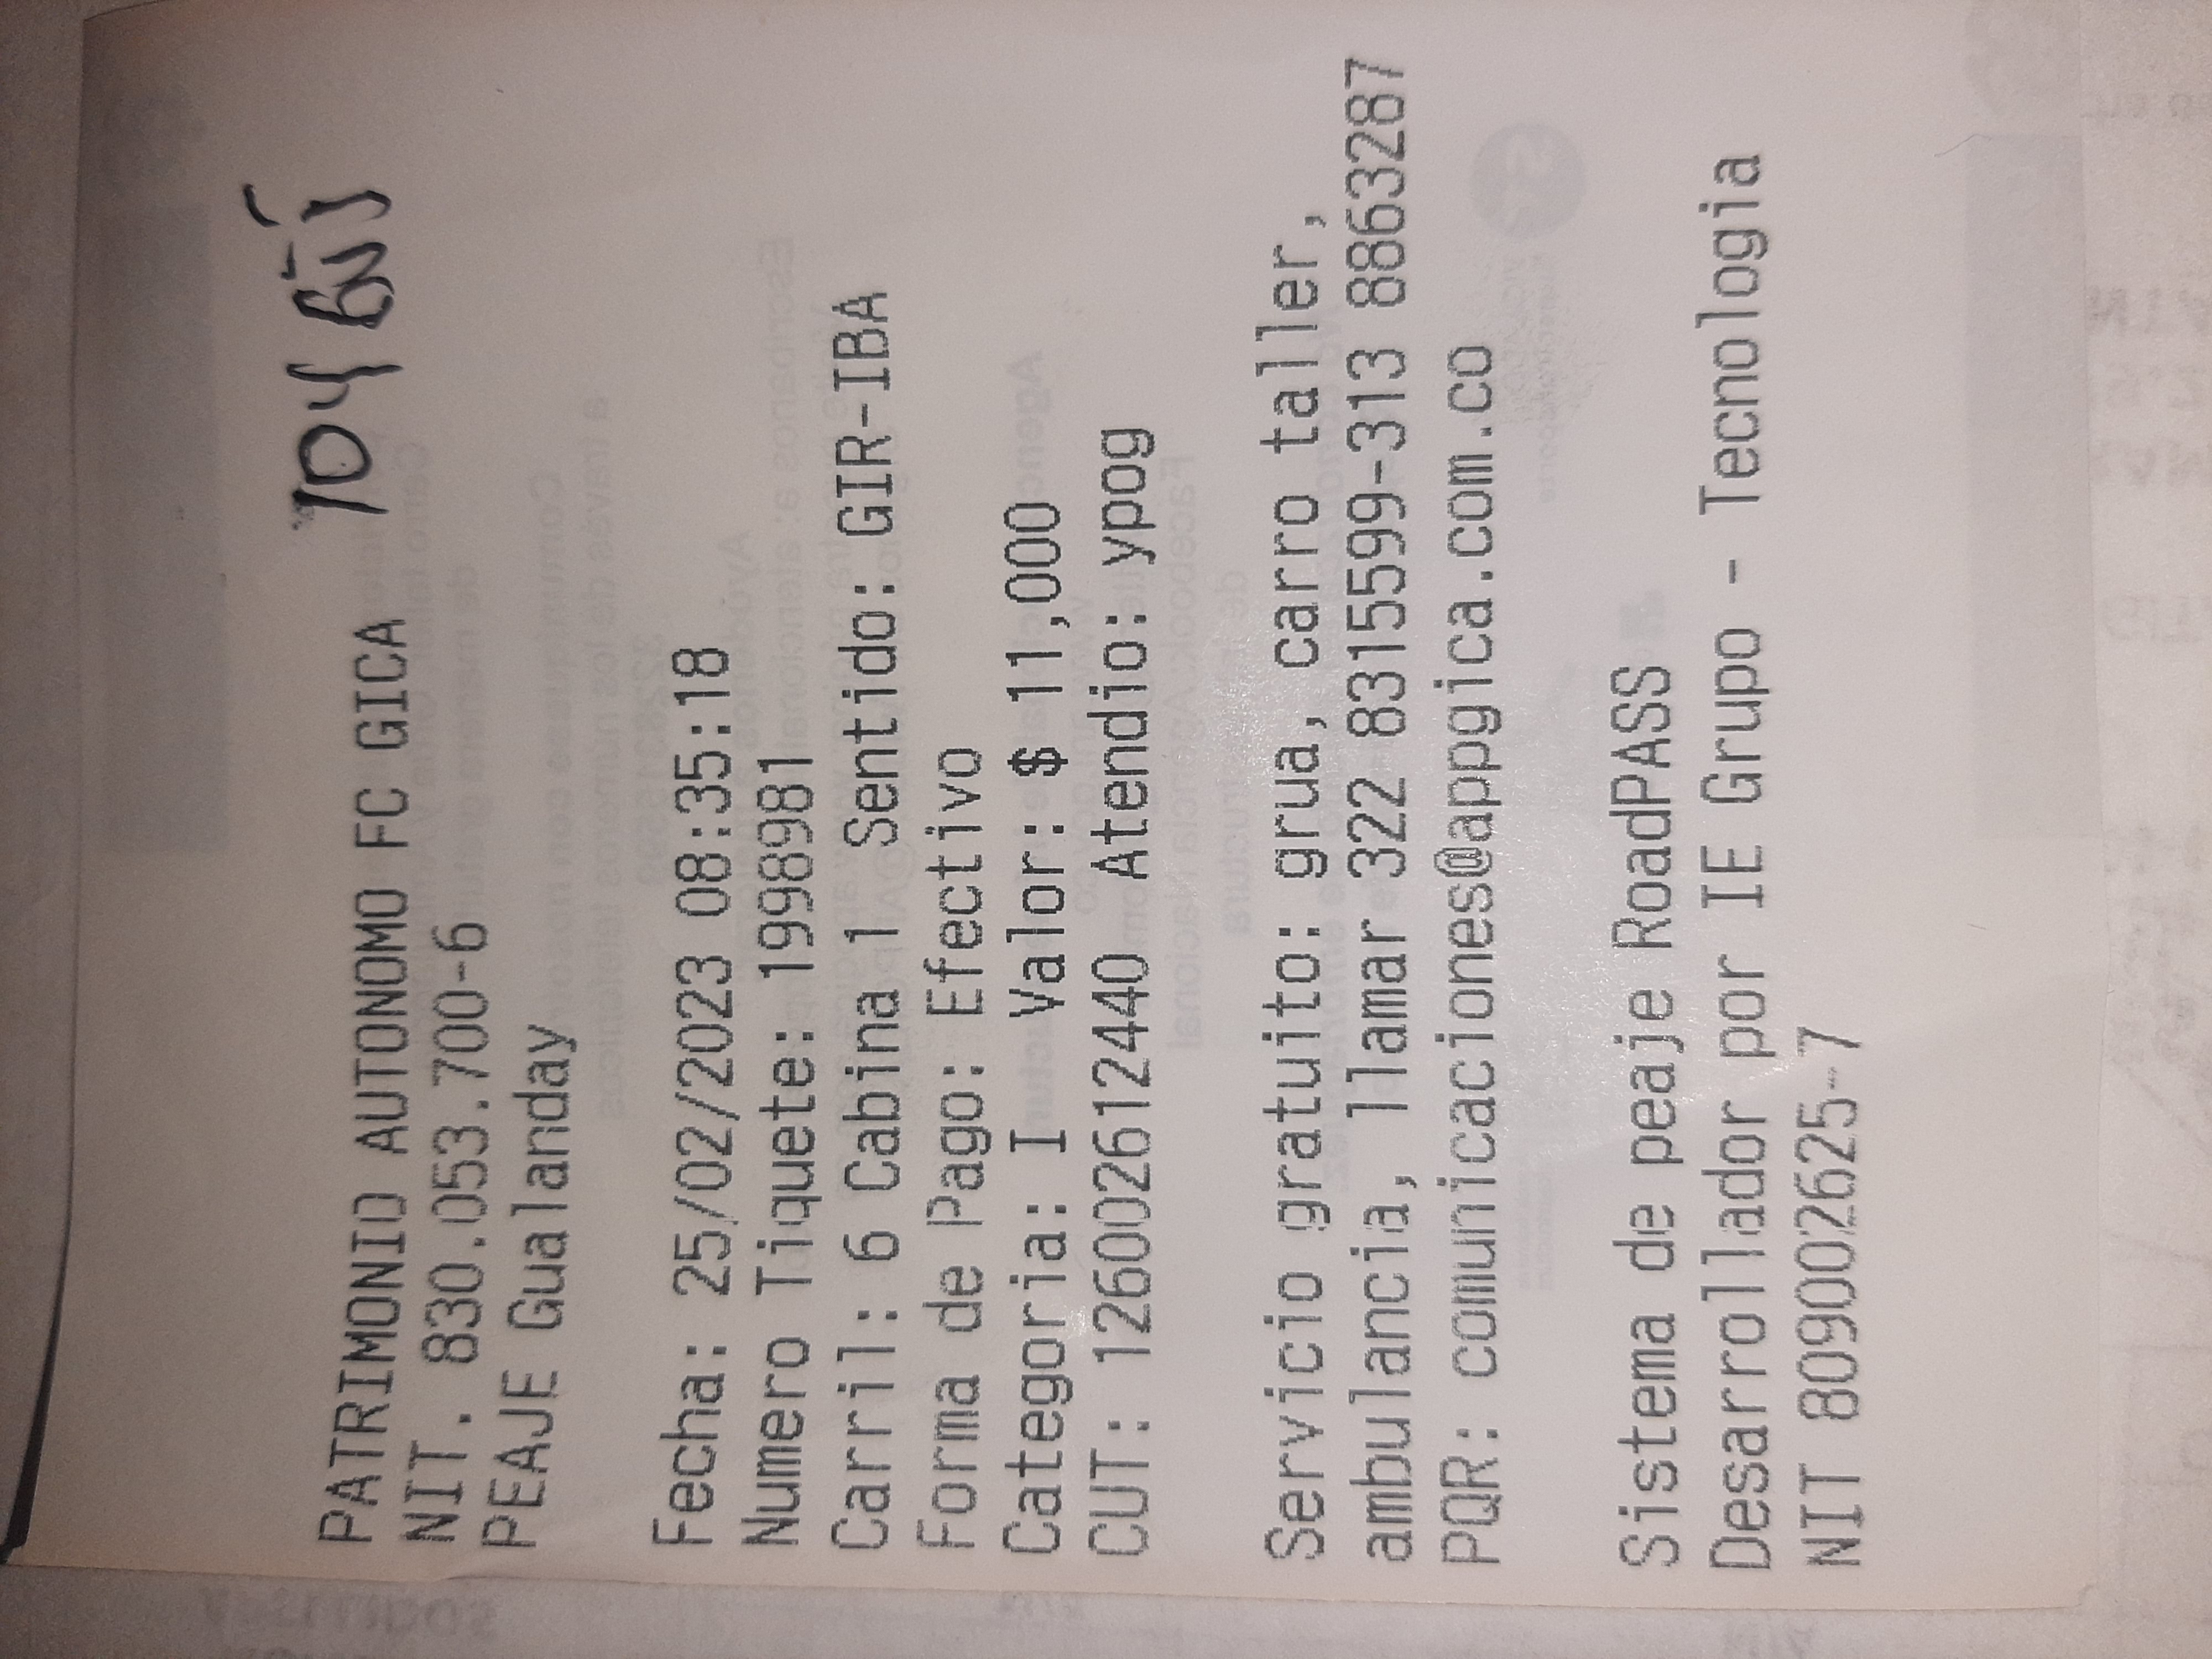 PATRIMONIO AUTONOMO FC GICA
NIT. 830.053.700-6
PEAJE Gualanday
Fecha: 25/02/2023 08:35:18
Numero Tiquete: 1998981
Carril: 6 Cabina 1 Sentido: GIR-IBA
Forma de Pago: Efectivo
Categoria: I Valor: $ 11,000
CUT: 126002612440 Atendio: ypog
Servicio gratuito: grua, carro taller,
ambulancia, llamar 322 8315599-313 8863287
PQR: comunicaciones@appgica.com.co
Sistema de peaje RoadPASS
Desarrollador por IE Grupo - Tecnologia
NIT 809002625-7